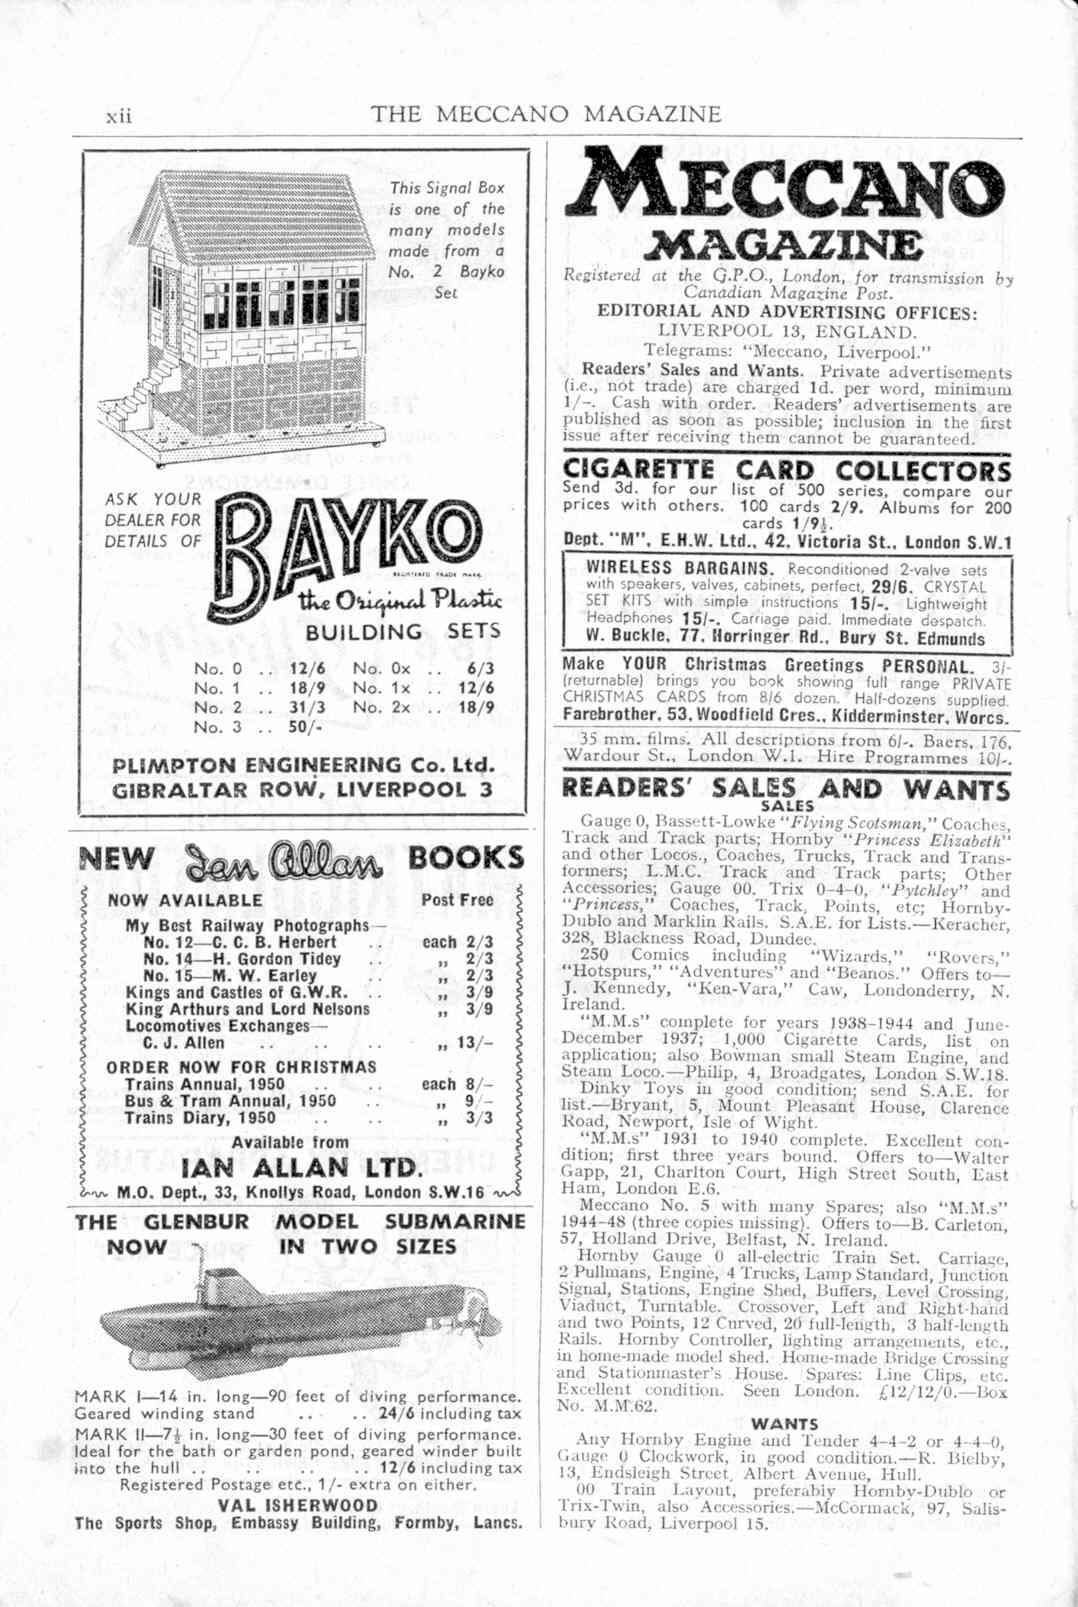 xii
THE MECCANO MAGAZINE
This Signal Box
is one of the
many models
made from a
No. 2 Bayko
Set
ASK YOUR
DEALER FOR
DETAILS OF
BAYKO
REGISTERED TRADE MARK
the Original Plastic
BUILDING SETS
No. 0 .. 12/6 No. 0x .. 6/3
No. 1 .. 18/9 No. 1x .. 12/6
No. 2 .. 31/3 No. 2x .. 18/9
No. 3 .. 50/-
PLIMPTON ENGINEERING Co. Ltd.
GIBRALTAR ROW, LIVERPOOL 3
NEW Ian Allan BOOKS
NOW AVAILABLE Post Free
My Best Railway Photographs—
No. 12—C. C. B. Herbert .. each 2/3
No. 14—H. Gordon Tidey .. ,, 2/3
No. 15—M. W. Earley .. ,, 2/3
Kings and Castles of G.W.R. .. ,, 3/9
King Arthurs and Lord Nelsons ,, 3/9
Locomotives Exchanges—
C. J. Allen .. .. .. ,, 13/-
ORDER NOW FOR CHRISTMAS
Trains Annual, 1950 .. .. each 8/-
Bus & Tram Annual, 1950 .. ,, 9/-
Trains Diary, 1950 .. .. ,, 3/3
Available from
IAN ALLAN LTD.
M.O. Dept., 33, Knollys Road, London S.W.16
THE GLENBUR MODEL SUBMARINE
NOW IN TWO SIZES
MARK I—14 in. long—90 feet of diving performance.
Geared winding stand .. .. 24/6 including tax
MARK II—7½ in. long—30 feet of diving performance.
Ideal for the bath or garden pond, geared winder built
into the hull .. .. .. .. 12/6 including tax
Registered Postage etc., 1/- extra on either.
VAL ISHERWOOD
The Sports Shop, Embassy Building, Formby, Lancs.
MECCANO
MAGAZINE
Registered at the G.P.O., London, for transmission by
Canadian Magazine Post.
EDITORIAL AND ADVERTISING OFFICES:
LIVERPOOL 13, ENGLAND.
Telegrams: "Meccano, Liverpool."
Readers' Sales and Wants. Private advertisements
(i.e., not trade) are charged 1d. per word, minimum
1/-. Cash with order. Readers' advertisements are
published as soon as possible; inclusion in the first
issue after receiving them cannot be guaranteed.
CIGARETTE CARD COLLECTORS
Send 3d. for our list of 500 series, compare our
prices with others. 100 cards 2/9. Albums for 200
cards 1/9½.
Dept. "M", E.H.W. Ltd., 42, Victoria St., London S.W.1
WIRELESS BARGAINS. Reconditioned 2-valve sets
with speakers, valves, cabinets, perfect, 29/6. CRYSTAL
SET KITS with simple instructions 15/-. Lightweight
Headphones 15/-. Carriage paid. Immediate despatch.
W. Buckle, 77, Horringer Rd., Bury St. Edmunds
Make YOUR Christmas Greetings PERSONAL. 3/-
(returnable) brings you book showing full range PRIVATE
CHRISTMAS CARDS from 8/6 dozen. Half-dozens supplied.
Farebrother, 53, Woodfield Cres., Kidderminster, Worcs.
35 mm. films. All descriptions from 6/-. Baers, 176,
Wardour St., London W.1. Hire Programmes 10/-.
READERS' SALES AND WANTS
SALES
Gauge 0, Bassett-Lowke "Flying Scotsman," Coaches,
Track and Track parts; Hornby "Princess Elizabeth"
and other Locos., Coaches, Trucks, Track and Trans-
formers; L.M.C. Track and Track parts; Other
Accessories; Gauge 00. Trix 0-4-0, "Pytchley" and
"Princess," Coaches, Track, Points, etc; Hornby-
Dublo and Marklin Rails. S.A.E. for Lists.—Keracher,
328, Blackness Road, Dundee.
250 Comics including "Wizards," "Rovers,"
"Hotspurs," "Adventures" and "Beanos." Offers to—
J. Kennedy, "Ken-Vara," Caw, Londonderry, N.
Ireland.
"M.M.s" complete for years 1938-1944 and June-
December 1937; 1,000 Cigarette Cards, list on
application; also Bowman small Steam Engine, and
Steam Loco.—Philip, 4, Broadgates, London S.W.18.
Dinky Toys in good condition; send S.A.E. for
list.—Bryant, 5, Mount Pleasant House, Clarence
Road, Newport, Isle of Wight.
"M.M.s" 1931 to 1940 complete. Excellent con-
dition; first three years bound. Offers to—Walter
Gapp, 21, Charlton Court, High Street South, East
Ham, London E.6.
Meccano No. 5 with many Spares; also "M.M.s"
1944-48 (three copies missing). Offers to—B. Carleton,
57, Holland Drive, Belfast, N. Ireland.
Hornby Gauge 0 all-electric Train Set. Carriage,
2 Pullmans, Engine, 4 Trucks, Lamp Standard, Junction
Signal, Stations, Engine Shed, Buffers, Level Crossing,
Viaduct, Turntable. Crossover, Left and Right-hand
and two Points, 12 Curved, 20 full-length, 3 half-length
Rails. Hornby Controller, lighting arrangements, etc.,
in home-made model shed. Home-made Bridge Crossing
and Stationmaster's House. Spares: Line Clips, etc.
Excellent condition. Seen London. £12/12/0.—Box
No. M.M.62.
WANTS
Any Hornby Engine and Tender 4-4-2 or 4-4-0,
Gauge 0 Clockwork, in good condition.—R. Bielby,
13, Endsleigh Street, Albert Avenue, Hull.
00 Train Layout, preferably Hornby-Dublo or
Trix-Twin, also Accessories.—McCormack, 97, Salis-
bury Road, Liverpool 15.